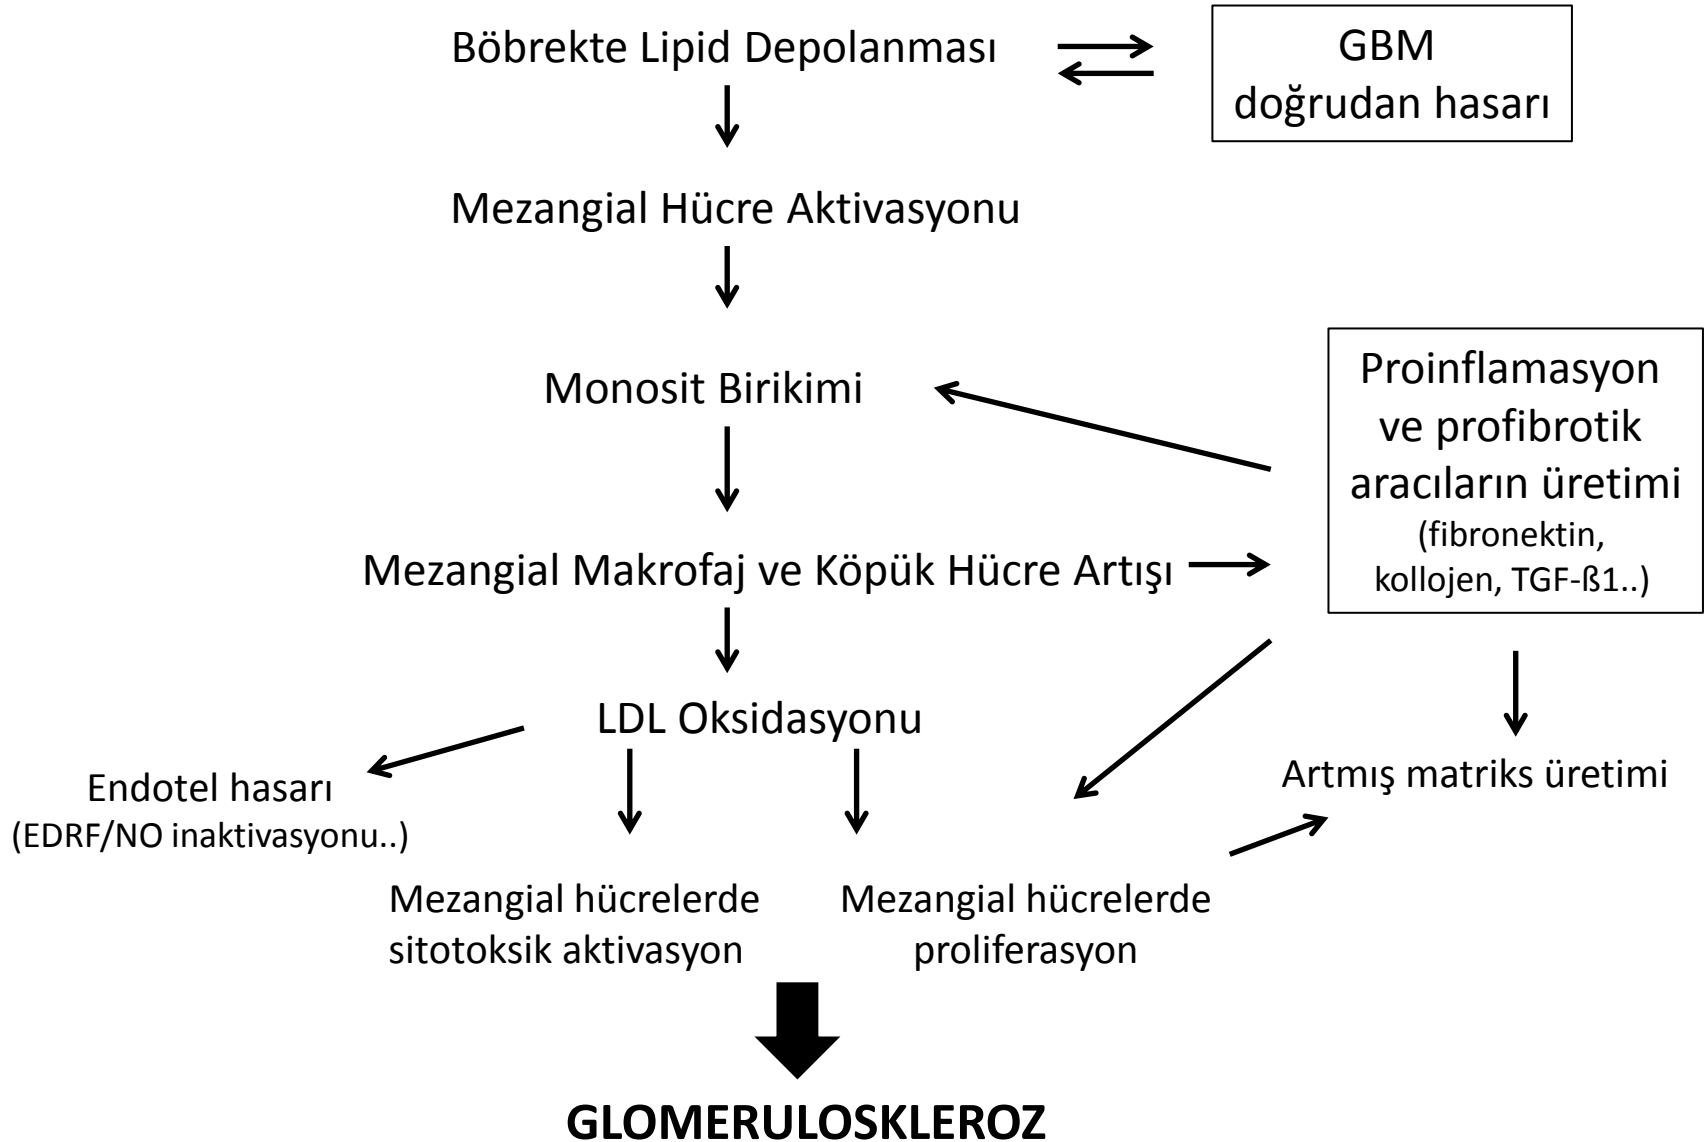 Böbrekte Lipid Depolanması
GBM
doğrudan hasarı
Mezangial Hücre Aktivasyonu
Monosit Birikimi
Proinflamasyon
ve profibrotik
aracıların üretimi
(fibronektin,
kollojen, TGF-ß1..)
Mezangial Makrofaj ve Köpük Hücre Artışı
LDL Oksidasyonu
Endotel hasarı
(EDRF/NO inaktivasyonu..)
Artmış matriks üretimi
Mezangial hücrelerde
sitotoksik aktivasyon
Mezangial hücrelerde
proliferasyon
GLOMERULOSKLEROZ